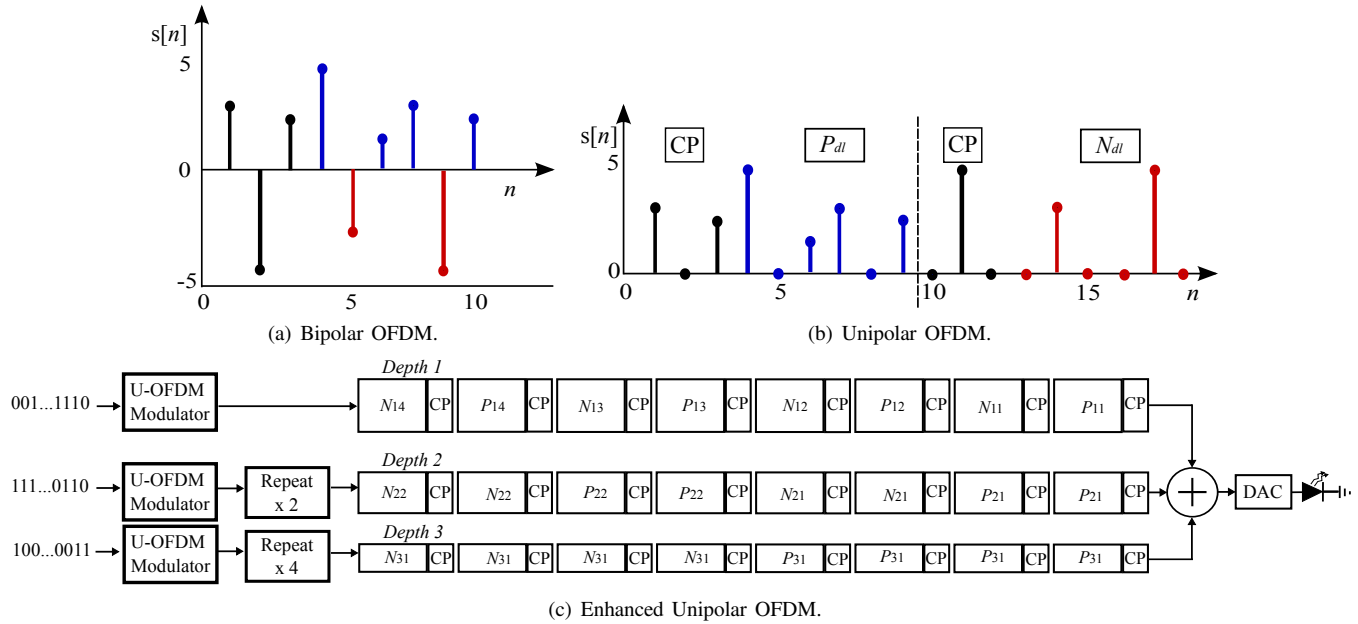 s[n]
5
0
-5
0
5
10
n
(a) Bipolar OFDM.
s[n]
5
0
CP
Pdl
CP
Ndl
0
5
10
15
n
(b) Unipolar OFDM.
Depth 1
001...1110
U-OFDM
Modulator
N14 CP P14 CP N13 CP P13 CP N12 CP P12 CP N11 CP P11 CP
Depth 2
111...0110
U-OFDM
Modulator
Repeat
x 2
N22 CP N22 CP P22 CP P22 CP N21 CP N21 CP P21 CP P21 CP
DAC
Depth 3
100...0011
U-OFDM
Modulator
Repeat
x 4
N31 CP N31 CP N31 CP N31 CP P31 CP P31 CP P31 CP P31 CP
(c) Enhanced Unipolar OFDM.